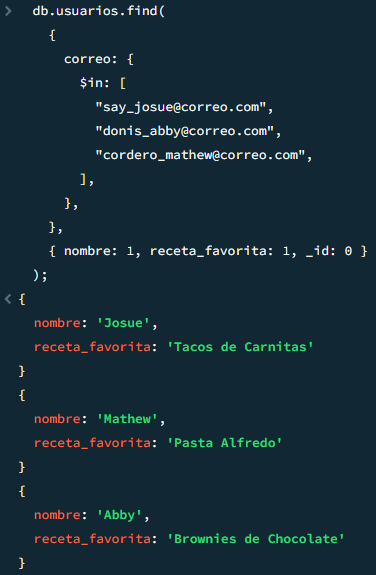 db.usuarios.find(
{
correo: {
$in: [
"say_josue@correo.com",
"donis_abby@correo.com",
"cordero_mathew@correo.com",
],
},
},
{ nombre: 1, receta_favorita: 1, _id: 0 }
);
{
nombre: 'Josue',
receta_favorita: 'Tacos de Carnitas'
}
{
nombre: 'Mathew',
receta_favorita: 'Pasta Alfredo'
}
{
nombre: 'Abby',
receta_favorita: 'Brownies de Chocolate'
}